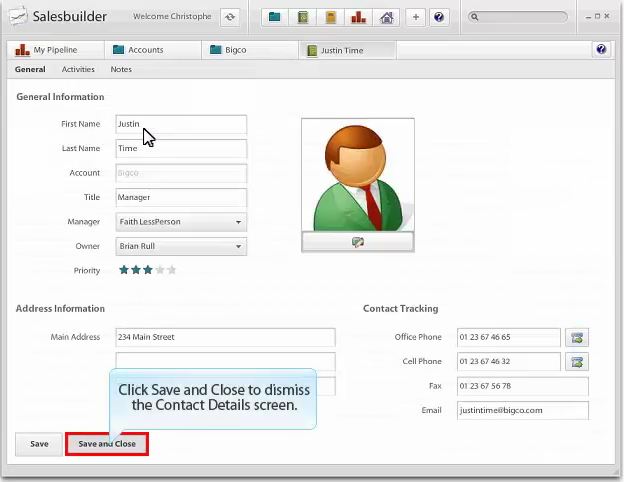 Salesbuilder
Welcome Christophe
My Pipeline
Accounts
Bigco
Justin Time
General
Activities
Notes
General Information
First Name
Justin
Last Name
Time
Account
Bigco
Title
Manager
Manager
Faith LessPerson
Owner
Brian Rull
Priority
Address Information
Contact Tracking
Main Address
234 Main Street
Office Phone
01 23 67 46 65
Cell Phone
01 23 67 46 32
Fax
01 23 67 56 78
Email
justintime@bigco.com
Click Save and Close to dismiss
the Contact Details screen.
Save
Save and Close